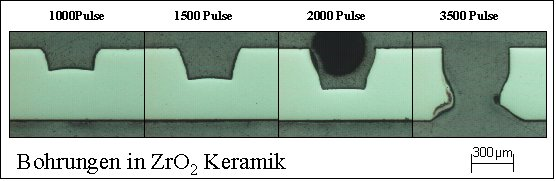 1000Pulse 1500 Pulse 2000 Pulse 3500 Pulse
Bohrungen in ZrO₂ Keramik
300µm